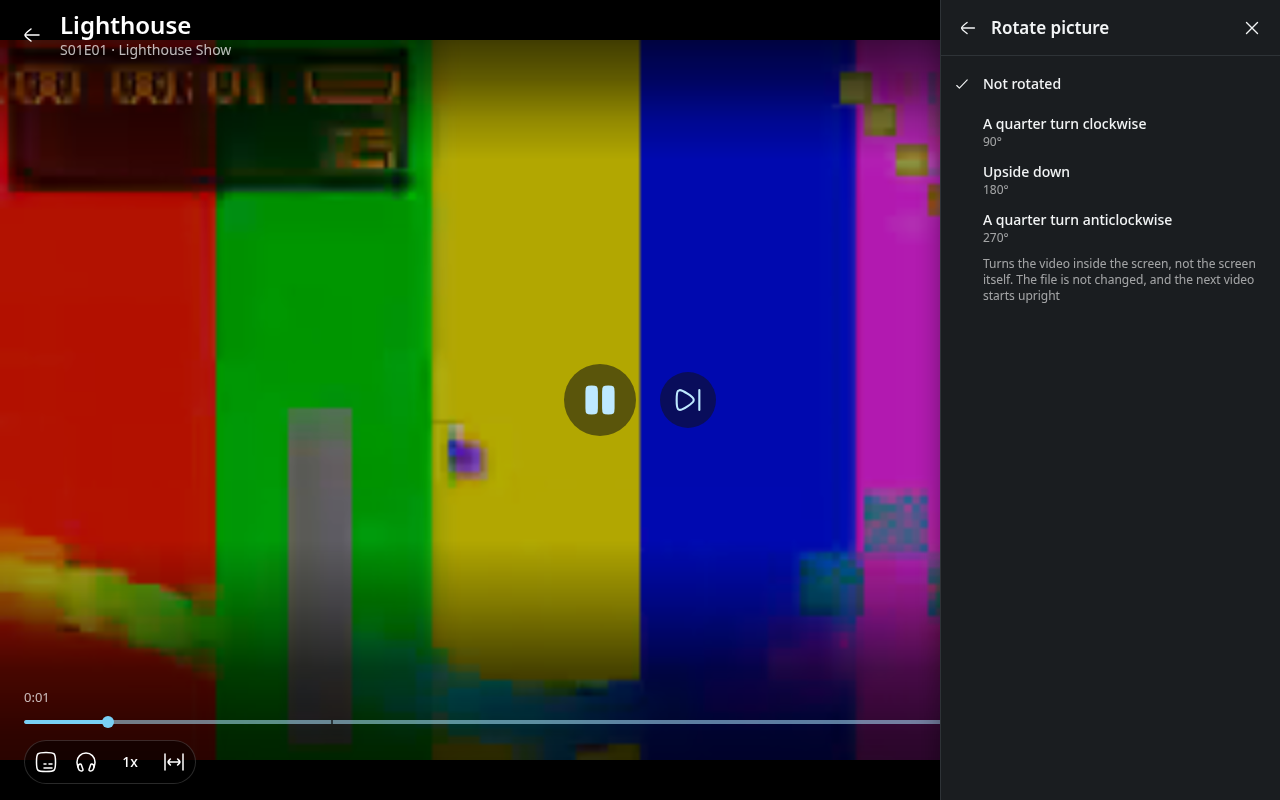 Lighthouse
S01E01 · Lighthouse Show
0:01
1x
Rotate picture
Not rotated
A quarter turn clockwise
90°
Upside down
180°
A quarter turn anticlockwise
270°
Turns the video inside the screen, not the screen
itself. The file is not changed, and the next video
starts upright